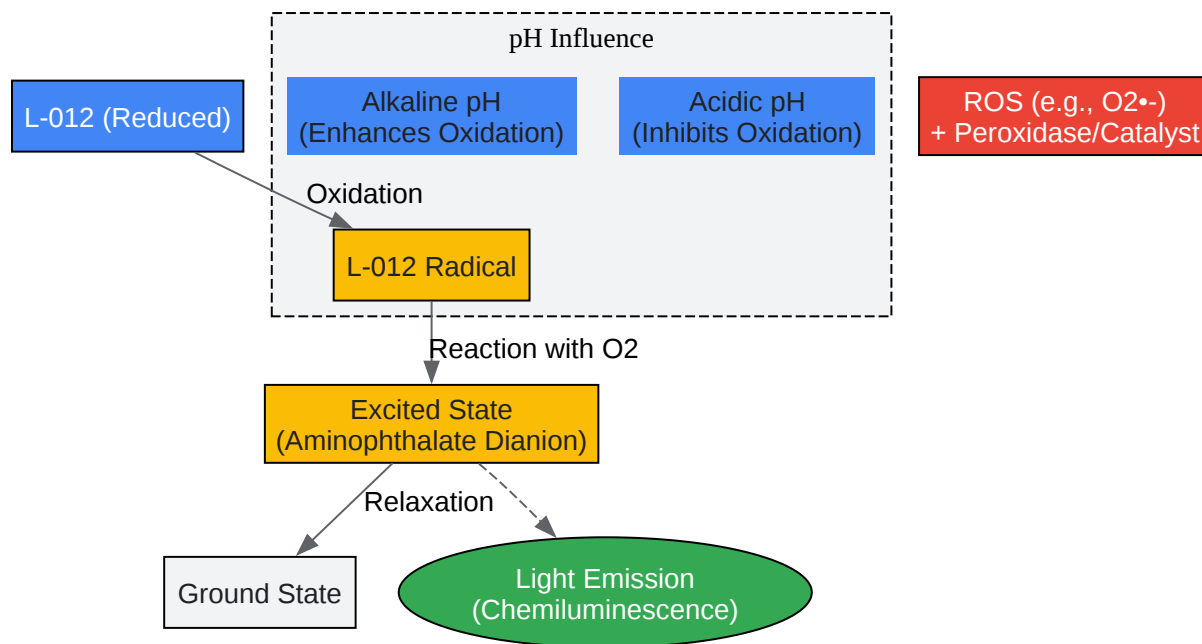 pH Influence
L-012 (Reduced)
Alkaline pH
(Enhances Oxidation)
Acidic pH
(Inhibits Oxidation)
ROS (e.g., O2•-)
+ Peroxidase/Catalyst
Oxidation
L-012 Radical
Reaction with O2
Excited State
(Aminophthalate Dianion)
Relaxation
Ground State
Light Emission
(Chemiluminescence)